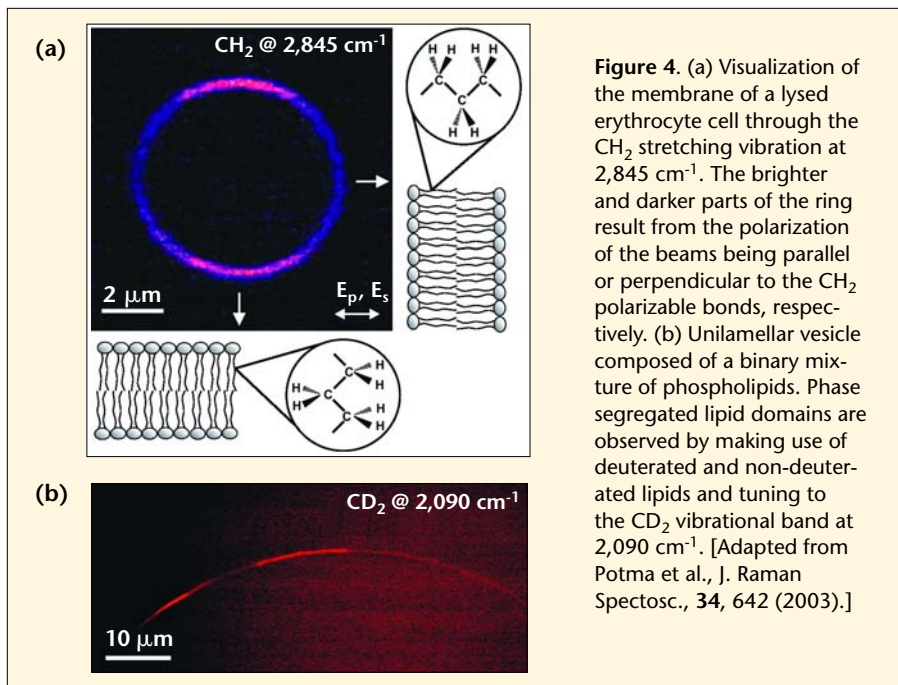 (a)
CH₂ @ 2,845 cm⁻¹
H H H H
C C
C
H H
2 µm
Eₚ, Eₛ
H
C H
H
C
H
C H
H
(b)
CD₂ @ 2,090 cm⁻¹
10 µm
Figure 4. (a) Visualization of
the membrane of a lysed
erythrocyte cell through the
CH₂ stretching vibration at
2,845 cm⁻¹. The brighter
and darker parts of the ring
result from the polarization
of the beams being parallel
or perpendicular to the CH₂
polarizable bonds, respec-
tively. (b) Unilamellar vesicle
composed of a binary mix-
ture of phospholipids. Phase
segregated lipid domains are
observed by making use of
deuterated and non-deuter-
ated lipids and tuning to
the CD₂ vibrational band at
2,090 cm⁻¹. [Adapted from
Potma et al., J. Raman
Spectosc., 34, 642 (2003).]